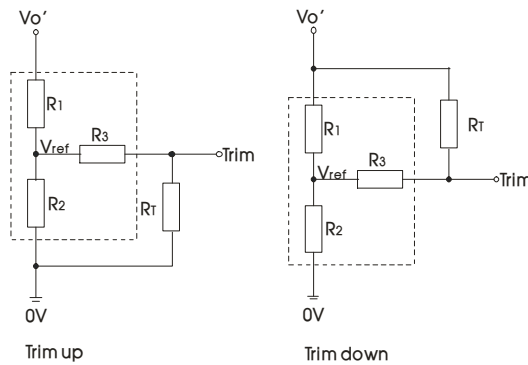 Vo'
R1
Vref
R3
Trim
R2
RT
0V
Trim up
Vo'
R1
RT
Vref
R3
Trim
R2
0V
Trim down